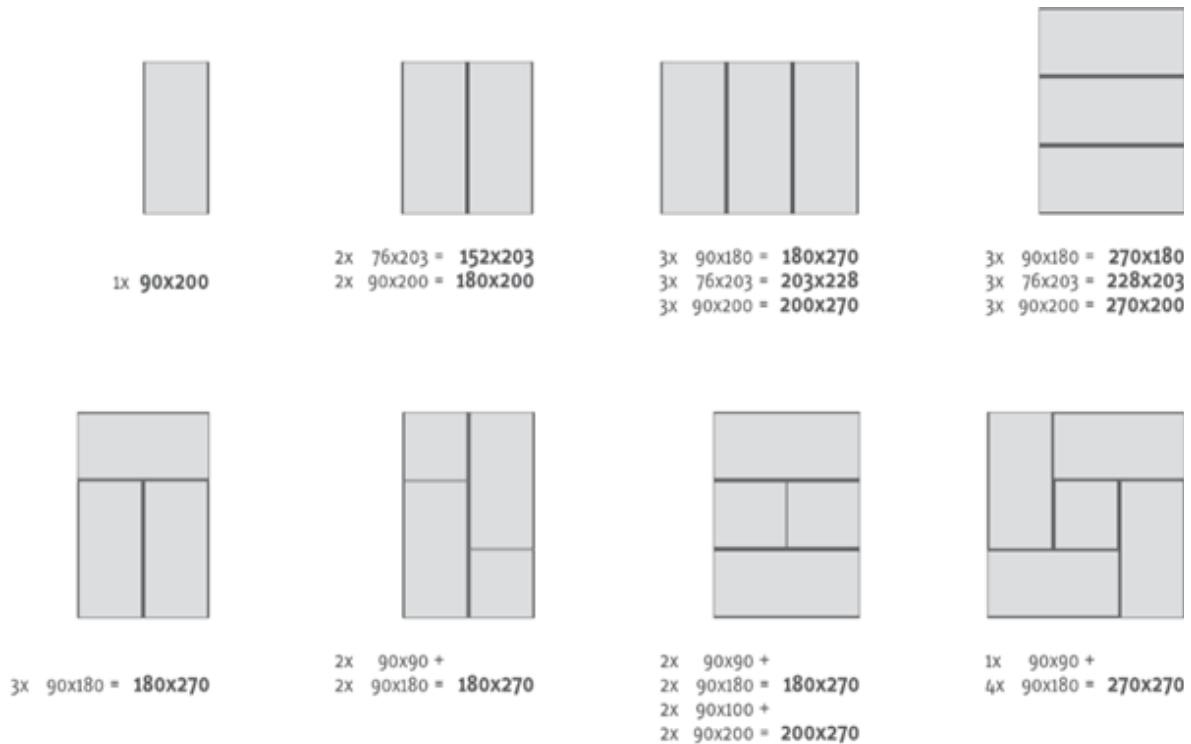 1x 90x200
2x 76x203 = 152x203
2x 90x200 = 180x200
3x 90x180 = 180x270
3x 76x203 = 203x228
3x 90x200 = 200x270
3x 90x180 = 270x180
3x 76x203 = 228x203
3x 90x200 = 270x200
3x 90x180 = 180x270
2x 90x90 +
2x 90x180 = 180x270
2x 90x90 +
2x 90x180 = 180x270
2x 90x100 +
2x 90x200 = 200x270
1x 90x90 +
4x 90x180 = 270x270